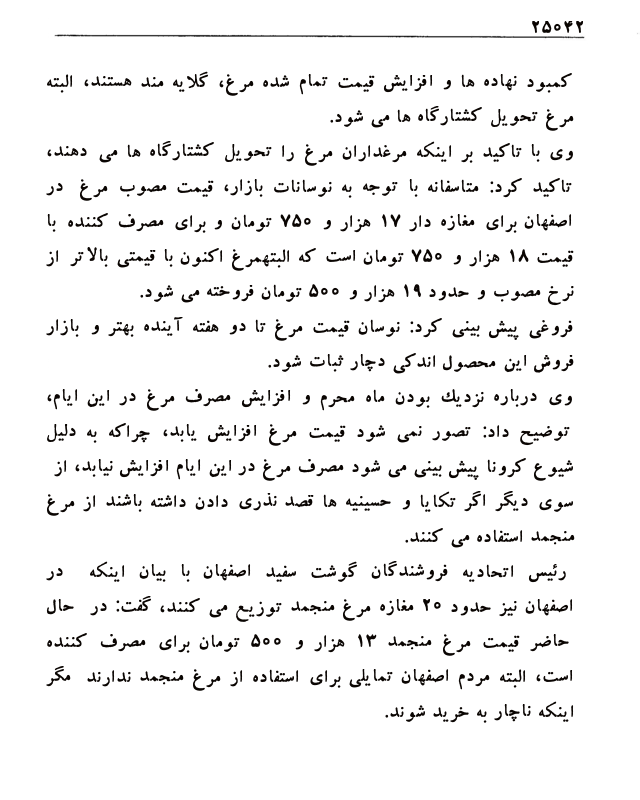 ۲۵۰۴۲
کمبود نهاده ها و افزایش قیمت تمام شده مرغ، گلایه مند هستند، البته
مرغ تحویل کشتارگاه ها می شود.
وی با تاکید بر اینکه مرغداران مرغ را تحویل کشتارگاه ها می دهند،
تاکید کرد: متاسفانه با توجه به نوسانات بازار، قیمت مصوب مرغ در
اصفهان برای مغازه دار ۱۷ هزار و ۷۵۰ تومان و برای مصرف کننده با
قیمت ۱۸ هزار و ۷۵۰ تومان است که البتهمرغ اکنون با قیمتی بالاتر از
نرخ مصوب و حدود ۱۹ هزار و ۵۰۰ تومان فروخته می شود.
فروغی پیش بینی کرد: نوسان قیمت مرغ تا دو هفته آینده بهتر و بازار
فروش این محصول اندکی دچار ثبات شود.
وی درباره نزدیك بودن ماه محرم و افزایش مصرف مرغ در این ایام،
توضیح داد: تصور نمی شود قیمت مرغ افزایش یابد، چراکه به دلیل
شیوع کرونا پیش بینی می شود مصرف مرغ در این ایام افزایش نیابد، از
سوی دیگر اگر تکایا و حسینیه ها قصد نذری دادن داشته باشند از مرغ
منجمد استفاده می کنند.
رئیس اتحادیه فروشندگان گوشت سفید اصفهان با بیان اینکه در
اصفهان نیز حدود ۲۰ مغازه مرغ منجمد توزیع می کنند، گفت: در حال
حاضر قیمت مرغ منجمد ۱۳ هزار و ۵۰۰ تومان برای مصرف کننده
است، البته مردم اصفهان تمایلی برای استفاده از مرغ منجمد ندارند مگر
اینکه ناچار به خرید شوند.